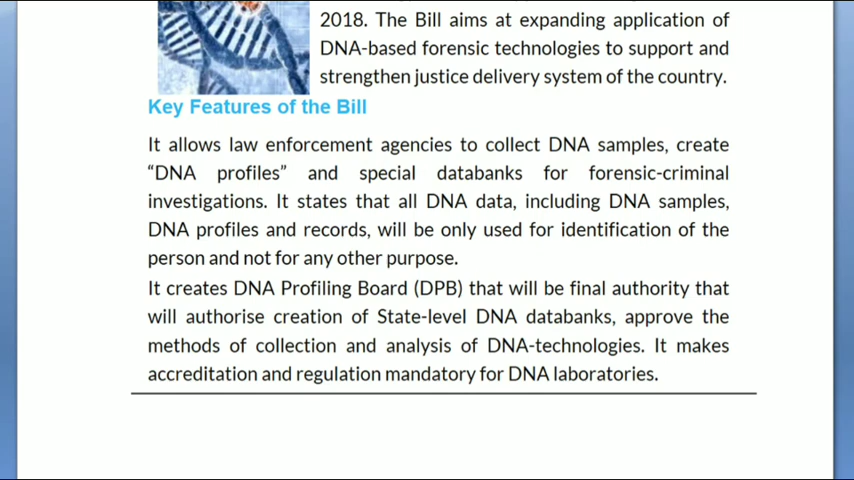 2018. The Bill aims at expanding application of
DNA-based forensic technologies to support and
strengthen justice delivery system of the country.
Key Features of the Bill
It allows law enforcement agencies to collect DNA samples, create
“DNA profiles” and special databanks for forensic-criminal
investigations. It states that all DNA data, including DNA samples,
DNA profiles and records, will be only used for identification of the
person and not for any other purpose.
It creates DNA Profiling Board (DPB) that will be final authority that
will authorise creation of State-level DNA databanks, approve the
methods of collection and analysis of DNA-technologies. It makes
accreditation and regulation mandatory for DNA laboratories.